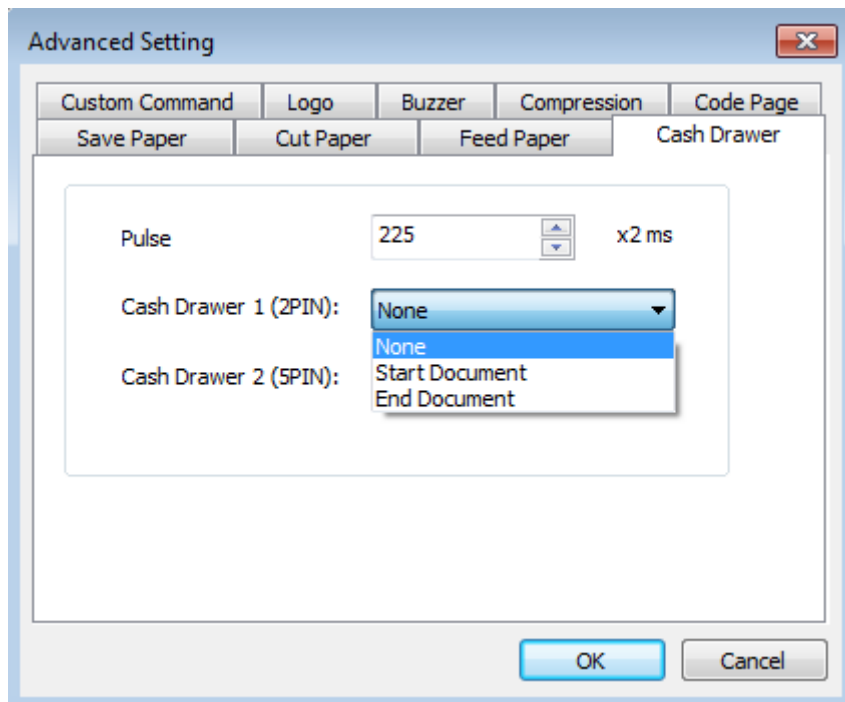 Advanced Setting
Custom Command Logo Buzzer Compression Code Page
Save Paper Cut Paper Feed Paper Cash Drawer
Pulse 225 x2 ms
Cash Drawer 1 (2PIN): None
None
Start Document
Cash Drawer 2 (5PIN):
End Document
OK Cancel